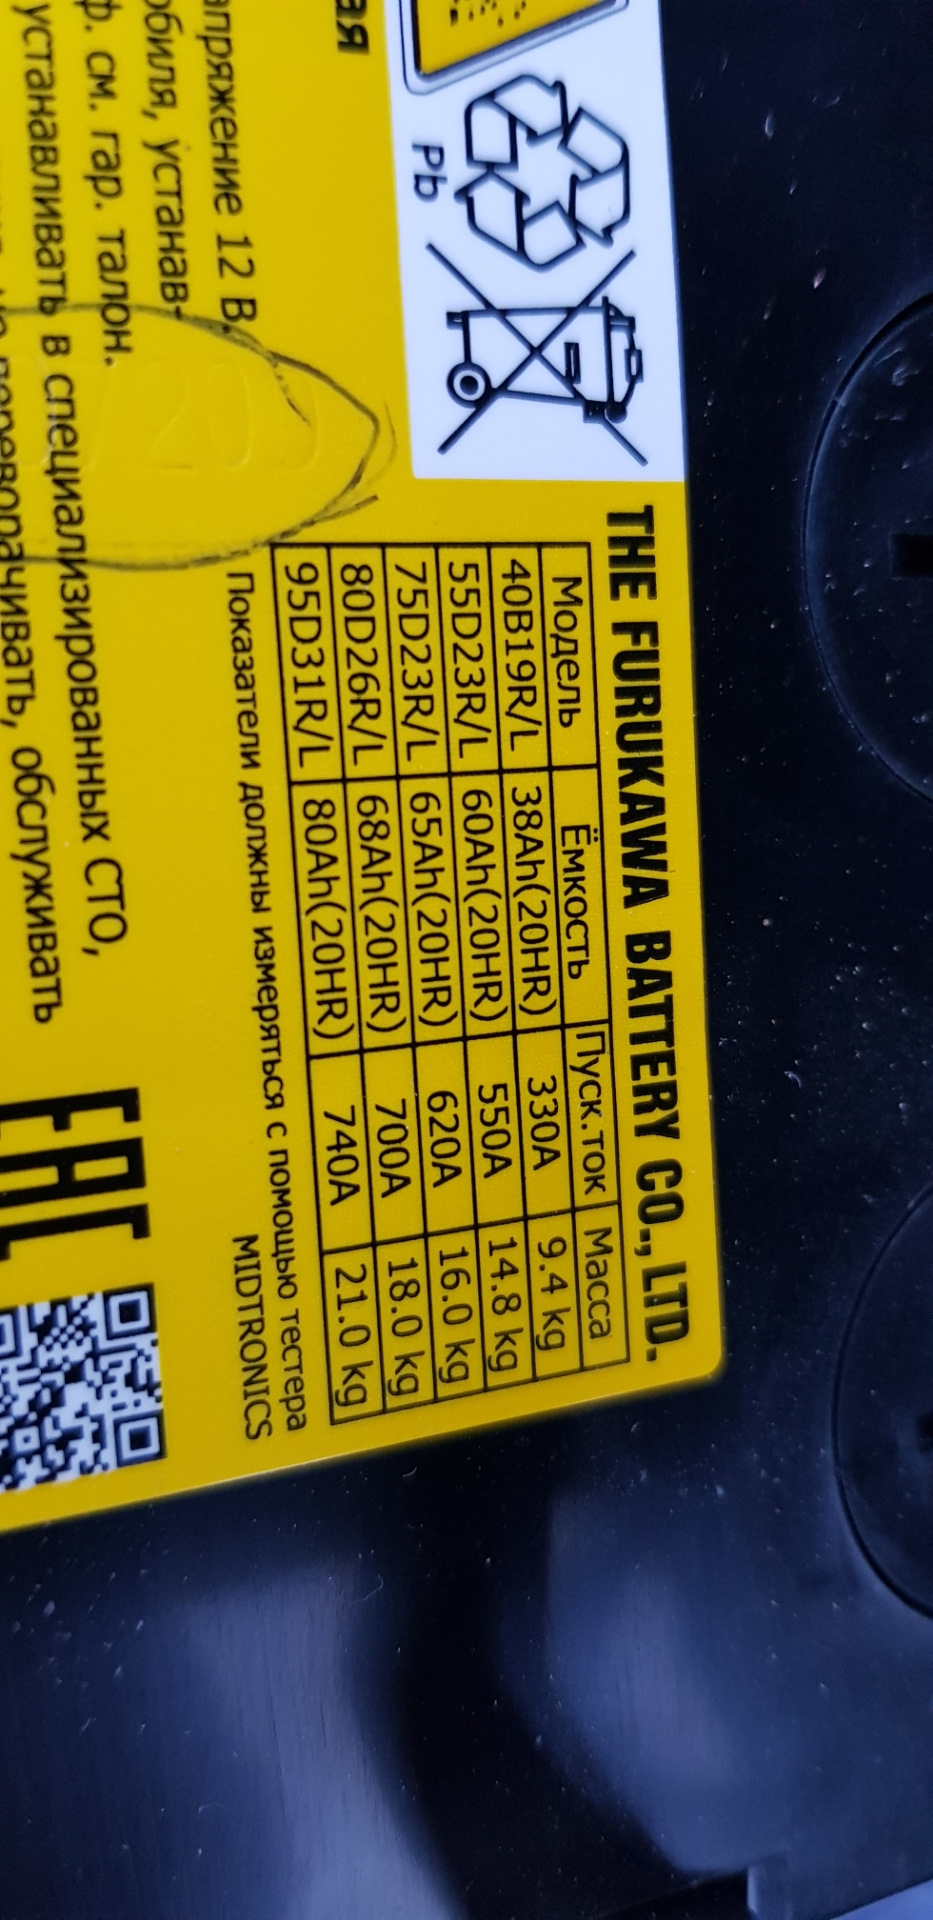 ая
Pb
THE FURUKAWA BATTERY CO., LTD.
Модель Ёмкость Пуск.ток Масса
40B19R/L 38Ah(20HR) 330A 9.4 kg
55D23R/L 60Ah(20HR) 550A 14.8 kg
75D23R/L 65Ah(20HR) 620A 16.0 kg
80D26R/L 68Ah(20HR) 700A 18.0 kg
95D31R/L 80Ah(20HR) 740A 21.0 kg
Показатели должны измеряться с помощью тестера
MIDTRONICS
апряжение 12 В.
обиля, устанав-
ф. см. гар. талон.
устанавливать в специализированных СТО,
переворачивать, обслуживать
EAC